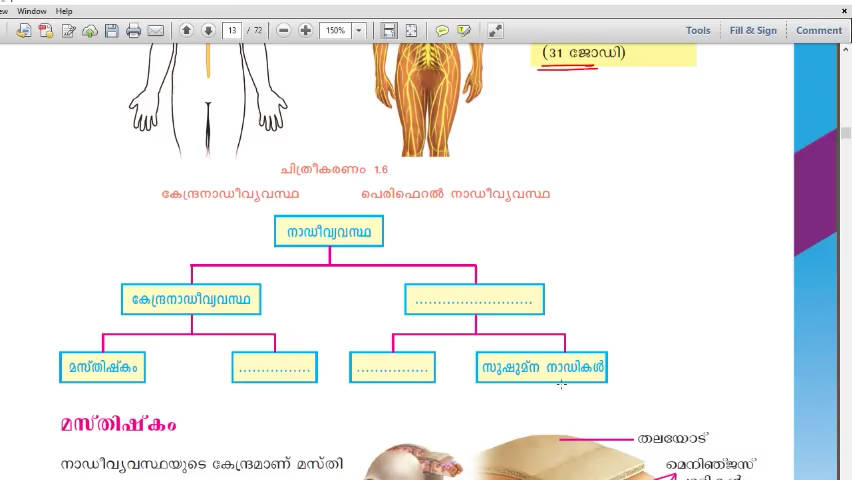 Window Help
13 / 72
150%
Tools Fill & Sign Comment
(31 ജോഡി)
ചിത്രീകരണം 1.6
കേന്ദ്രനാഡീവ്യവസ്ഥ പെരിഫെറൽ നാഡീവ്യവസ്ഥ
നാഡീവ്യവസ്ഥ
കേന്ദ്രനാഡീവ്യവസ്ഥ ............................
മസ്തിഷ്കം ................. ................. സുഷുമ്ന നാഡികൾ
മസ്തിഷ്കം
തലയോട്
നാഡീവ്യവസ്ഥയുടെ കേന്ദ്രമാണ് മസ്തി
മെനിഞ്ജസ്